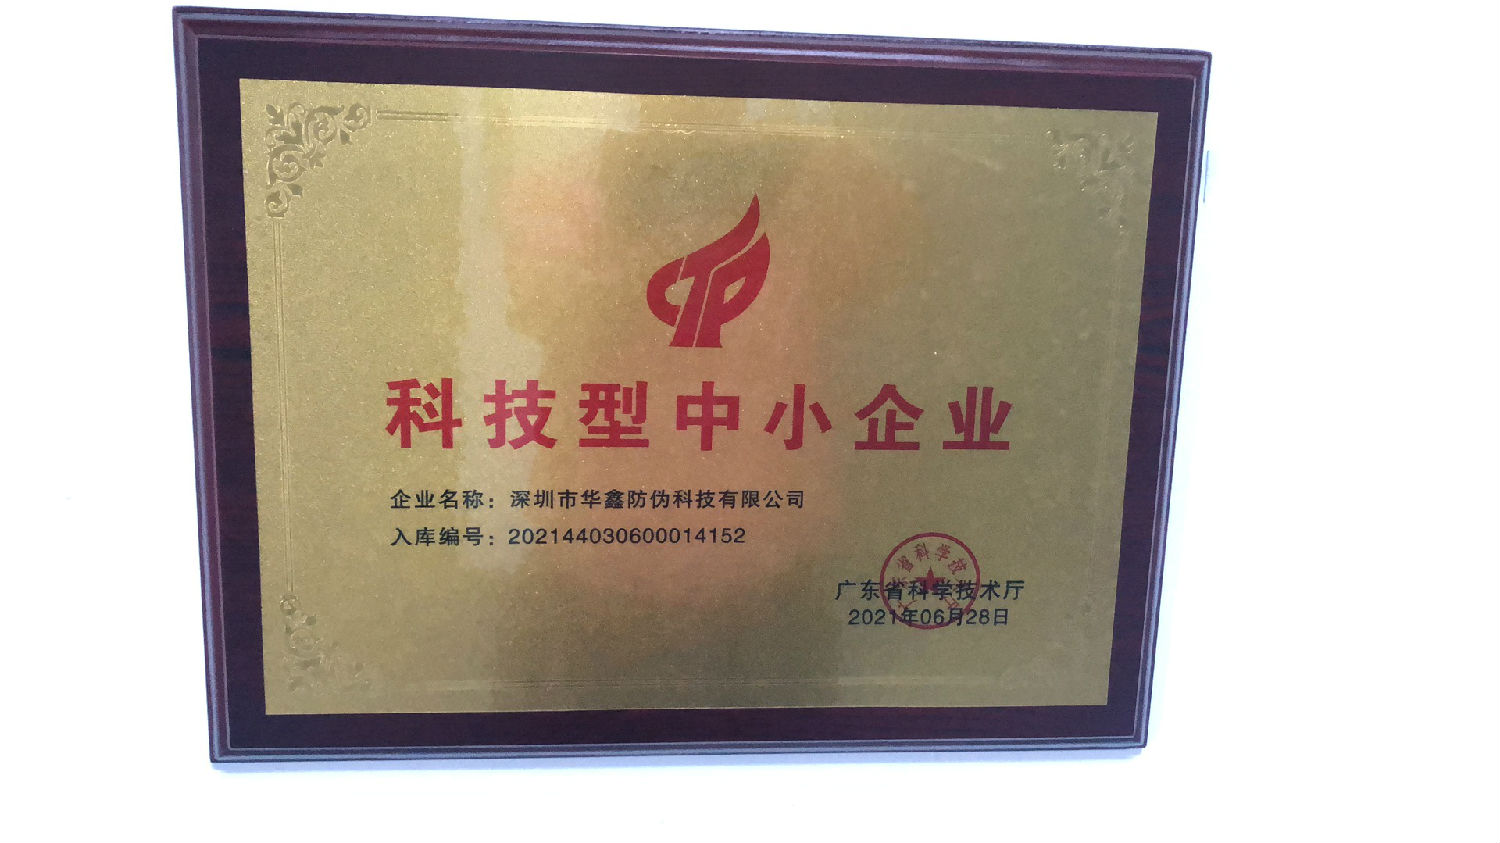 科技型中小企业
企业名称：深圳市华鑫防伪科技有限公司
入库编号：202144030600014152
广东省科学技术厅
2021年06月28日